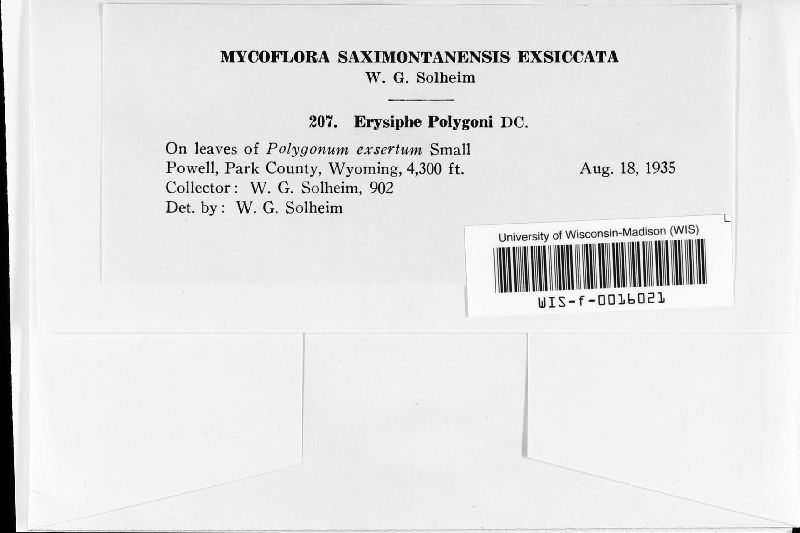 MYCOFLORA SAXIMONTANENSIS EXSICCATA
W. G. Solheim
207. Erysiphe Polygoni DC.
On leaves of Polygonum exsertum Small
Powell, Park County, Wyoming, 4,300 ft. Aug. 18, 1935
Collector: W. G. Solheim, 902
Det. by: W. G. Solheim
University of Wisconsin-Madison (WIS)
WIS-f-0016021